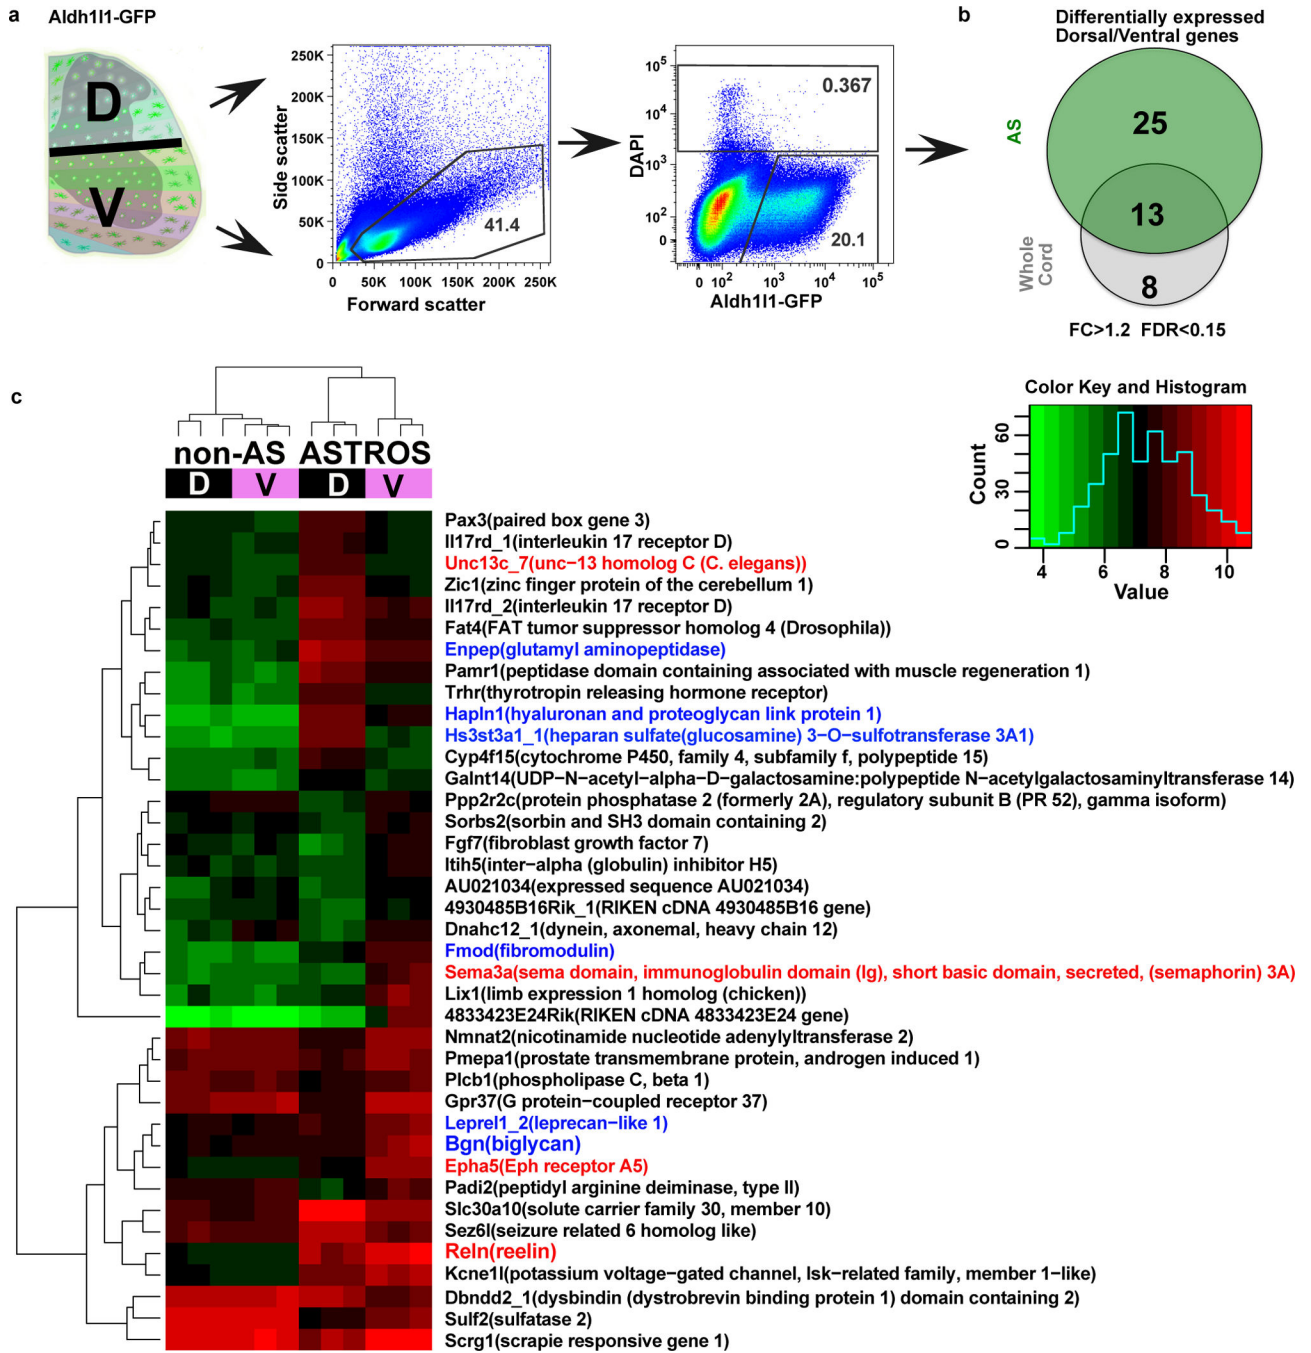 a
Aldh1l1-GFP
D
V
Side scatter
250K
200K
150K
100K
50K
0
41.4
0 50K 100K 150K 200K 250K
Forward scatter
DAPI
10^5
10^4
10^3
10^2
0
0.367
20.1
0 10^2 10^3 10^4 10^5
Aldh1l1-GFP
b
Differentially expressed
Dorsal/Ventral genes
AS
25
13
8
Whole
Cord
FC>1.2 FDR<0.15
c
non-AS ASTROS
D V D V
Color Key and Histogram
Count
60
30
0
4 6 8 10
Value
Pax3(paired box gene 3)
Il17rd_1(interleukin 17 receptor D)
Unc13c_7(unc−13 homolog C (C. elegans))
Zic1(zinc finger protein of the cerebellum 1)
Il17rd_2(interleukin 17 receptor D)
Fat4(FAT tumor suppressor homolog 4 (Drosophila))
Enpep(glutamyl aminopeptidase)
Pamr1(peptidase domain containing associated with muscle regeneration 1)
Trhr(thyrotropin releasing hormone receptor)
Hapln1(hyaluronan and proteoglycan link protein 1)
Hs3st3a1_1(heparan sulfate(glucosamine) 3−O−sulfotransferase 3A1)
Cyp4f15(cytochrome P450, family 4, subfamily f, polypeptide 15)
Galnt14(UDP−N−acetyl−alpha−D−galactosamine:polypeptide N−acetylgalactosaminyltransferase 14)
Ppp2r2c(protein phosphatase 2 (formerly 2A), regulatory subunit B (PR 52), gamma isoform)
Sorbs2(sorbin and SH3 domain containing 2)
Fgf7(fibroblast growth factor 7)
Itih5(inter−alpha (globulin) inhibitor H5)
AU021034(expressed sequence AU021034)
4930485B16Rik_1(RIKEN cDNA 4930485B16 gene)
Dnahc12_1(dynein, axonemal, heavy chain 12)
Fmod(fibromodulin)
Sema3a(sema domain, immunoglobulin domain (Ig), short basic domain, secreted, (semaphorin) 3A)
Lix1(limb expression 1 homolog (chicken))
4833423E24Rik(RIKEN cDNA 4833423E24 gene)
Nmnat2(nicotinamide nucleotide adenylyltransferase 2)
Pmepa1(prostate transmembrane protein, androgen induced 1)
Plcb1(phospholipase C, beta 1)
Gpr37(G protein−coupled receptor 37)
Leprel1_2(leprecan−like 1)
Bgn(biglycan)
Epha5(Eph receptor A5)
Padi2(peptidyl arginine deiminase, type II)
Slc30a10(solute carrier family 30, member 10)
Sez6l(seizure related 6 homolog like)
Reln(reelin)
Kcne1l(potassium voltage−gated channel, Isk−related family, member 1−like)
Dbndd2_1(dysbindin (dystrobrevin binding protein 1) domain containing 2)
Sulf2(sulfatase 2)
Scrg1(scrapie responsive gene 1)